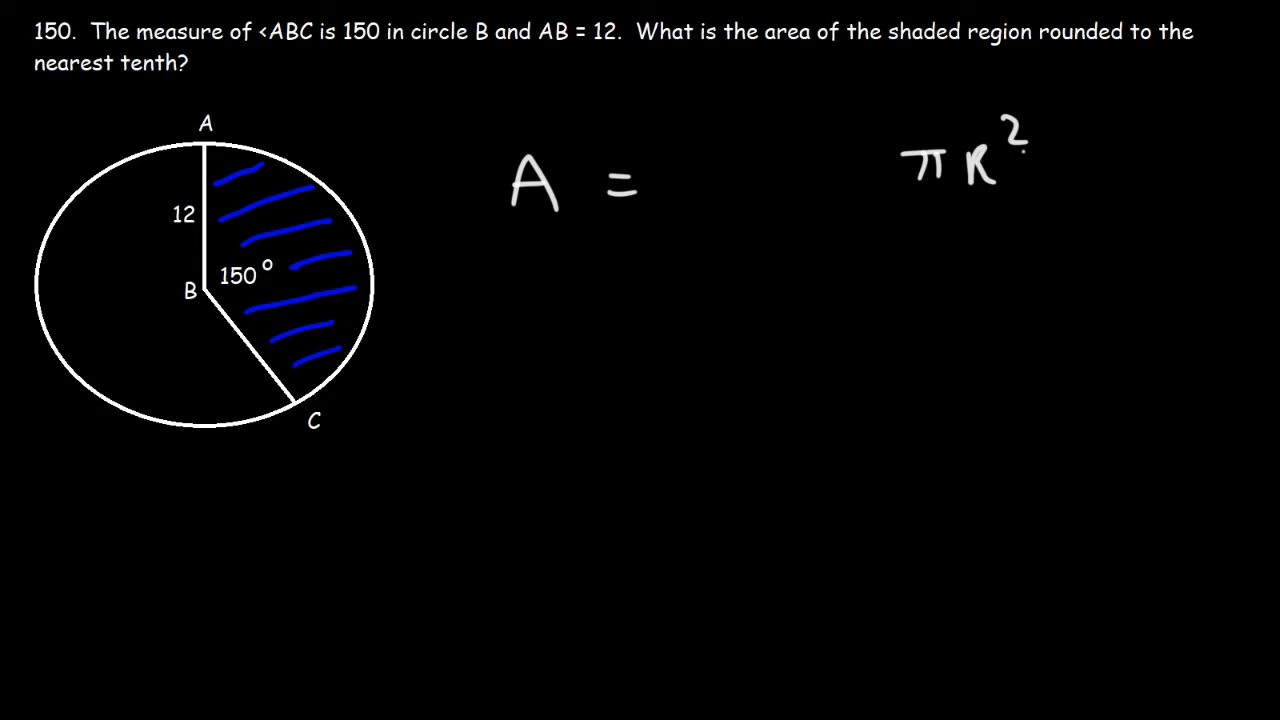 150. The measure of <ABC is 150 in circle B and AB = 12. What is the area of the shaded region rounded to the
nearest tenth?
A
12
150°
B
C
A = πR²